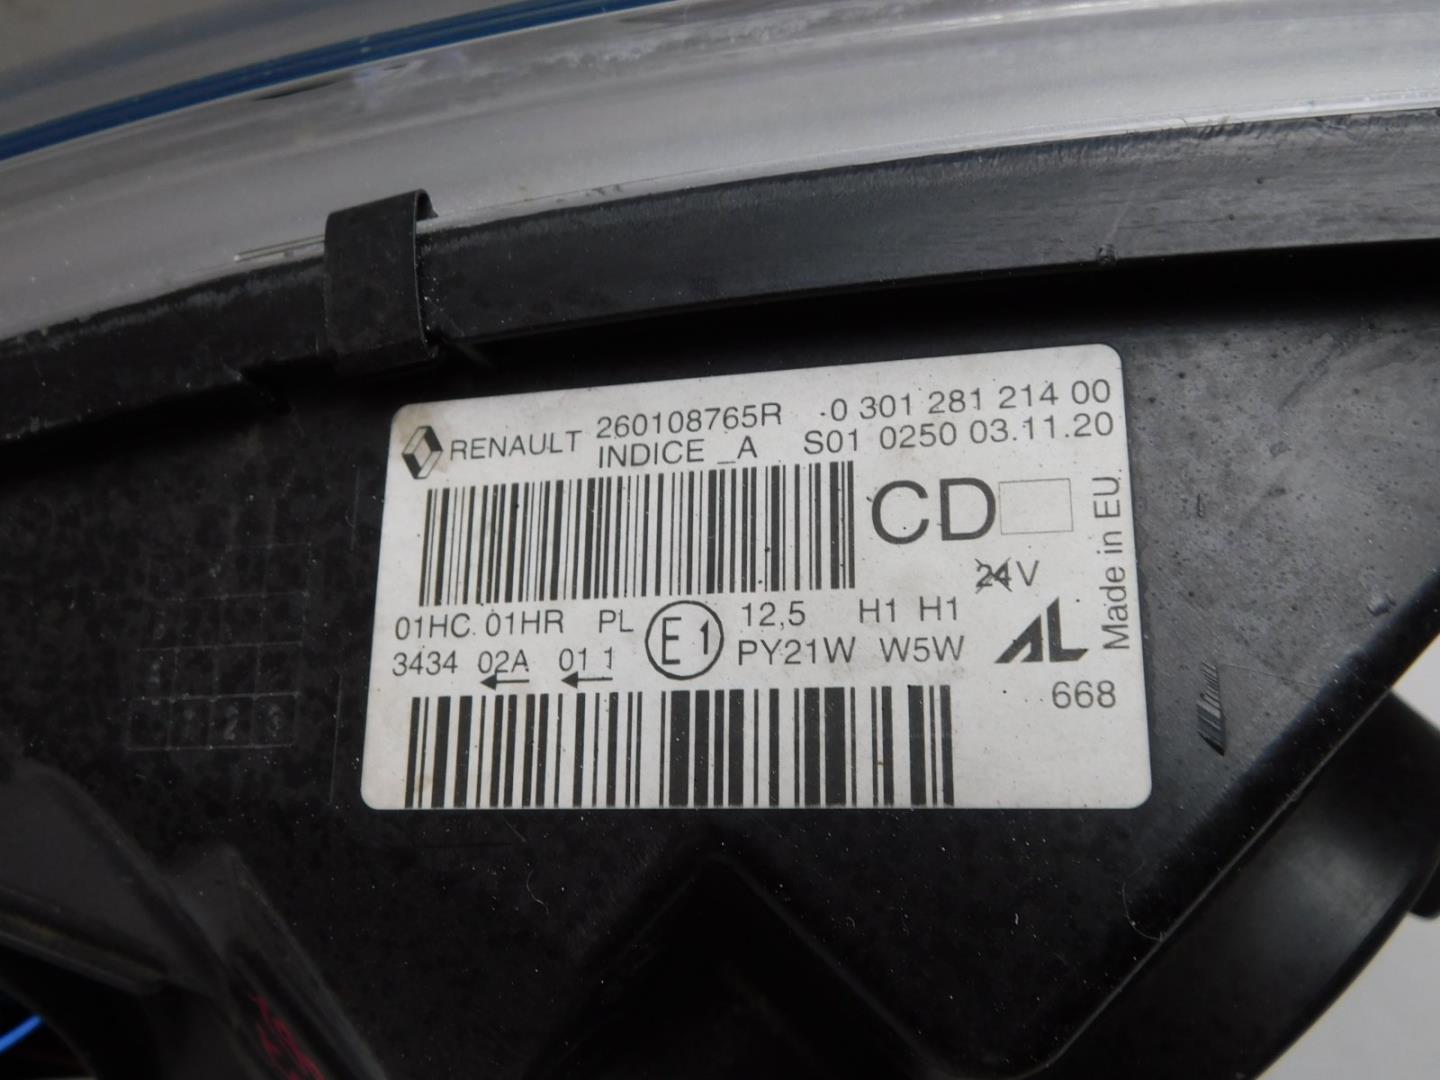 RENAULT 260108765R 0 301 281 214 00
INDICE _A S01 0250 03.11.20
CD
24V
Made in EU
01HC 01HR PL E1 12,5 H1 H1
3434 02A 01 1 PY21W W5W AL
668